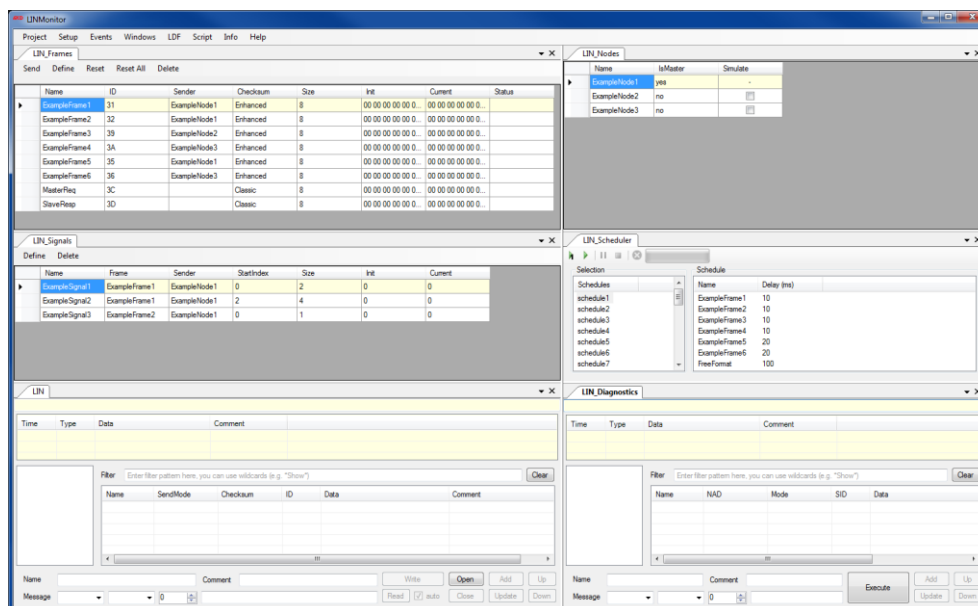 LINMonitor
Project Setup Events Windows LDF Script Info Help
LIN_Frames
Send Define Reset Reset All Delete
Name ID Sender Checksum Size Init Current Status
ExampleFrame1 31 ExampleNode1 Enhanced 8 00 00 00 00 00 0... 00 00 00 00 00 0...
ExampleFrame2 32 ExampleNode1 Enhanced 8 00 00 00 00 00 0... 00 00 00 00 00 0...
ExampleFrame3 39 ExampleNode2 Enhanced 8 00 00 00 00 00 0... 00 00 00 00 00 0...
ExampleFrame4 3A ExampleNode3 Enhanced 8 00 00 00 00 00 0... 00 00 00 00 00 0...
ExampleFrame5 35 ExampleNode1 Enhanced 8 00 00 00 00 00 0... 00 00 00 00 00 0...
ExampleFrame6 36 ExampleNode3 Enhanced 8 00 00 00 00 00 0... 00 00 00 00 00 0...
MasterReq 3C Classic 8 00 00 00 00 00 0... 00 00 00 00 00 0...
SlaveResp 3D Classic 8 00 00 00 00 00 0... 00 00 00 00 00 0...
LIN_Nodes
Name IsMaster Simulate
ExampleNode1 yes -
ExampleNode2 no
ExampleNode3 no
LIN_Signals
Define Delete
Name Frame Sender StartIndex Size Init Current
ExampleSignal1 ExampleFrame1 ExampleNode1 0 2 0 0
ExampleSignal2 ExampleFrame1 ExampleNode1 2 4 0 0
ExampleSignal3 ExampleFrame2 ExampleNode1 0 1 0 0
LIN_Scheduler
Selection Schedule
Schedules Name Delay (ms)
schedule1 ExampleFrame1 10
schedule2 ExampleFrame2 10
schedule3 ExampleFrame3 10
schedule4 ExampleFrame4 10
schedule5 ExampleFrame5 20
schedule6 ExampleFrame6 20
schedule7 FreeFormat 100
LIN
Time Type Data Comment
Filter Enter filter pattern here, you can use wildcards (e.g. "Show*") Clear
Name SendMode Checksum ID Data Comment
Name Comment Write Open Add Up
Message 0 Read auto Close Update Down
LIN_Diagnostics
Time Type Data Comment
Filter Enter filter pattern here, you can use wildcards (e.g. "Show*") Clear
Name NAD Mode SID Data
Name Comment Execute Add Up
Message 0 Update Down